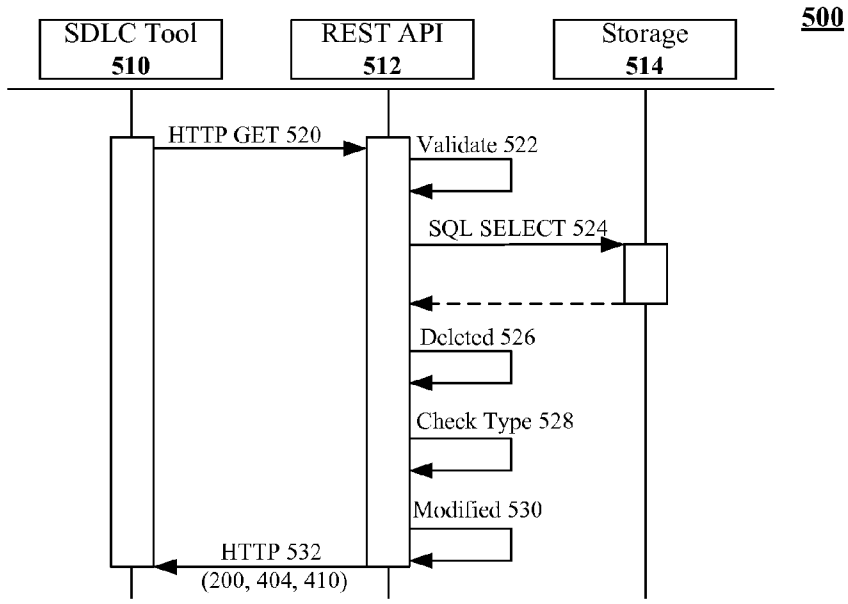 500
SDLC Tool
510
REST API
512
Storage
514
HTTP GET 520
Validate 522
SQL SELECT 524
Deleted 526
Check Type 528
Modified 530
HTTP 532
(200, 404, 410)